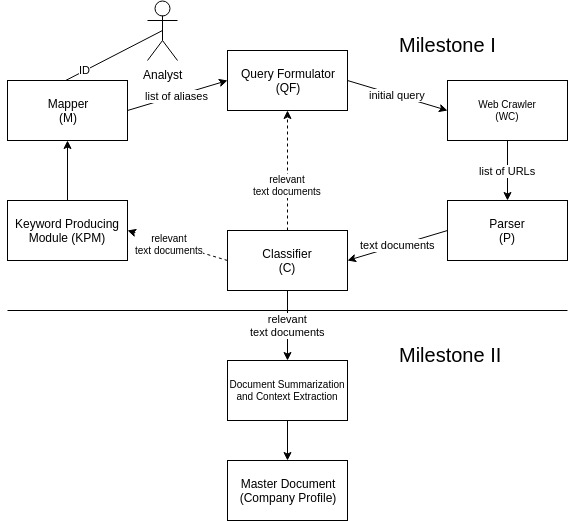 Milestone I
Analyst
ID
Mapper
(M)
list of aliases
Query Formulator
(QF)
initial query
Web Crawler
(WC)
list of URLs
Parser
(P)
text documents
Classifier
(C)
relevant
text documents
relevant
text documents
Keyword Producing
Module (KPM)
relevant
text documents
Milestone II
Document Summarization
and Context Extraction
Master Document
(Company Profile)